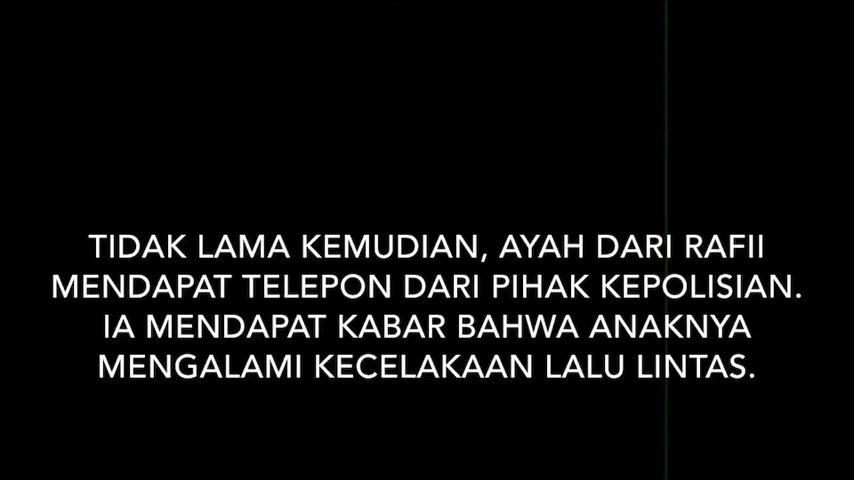 TIDAK LAMA KEMUDIAN, AYAH DARI RAFII
MENDAPAT TELEPON DARI PIHAK KEPOLISIAN.
IA MENDAPAT KABAR BAHWA ANAKNYA
MENGALAMI KECELAKAAN LALU LINTAS.